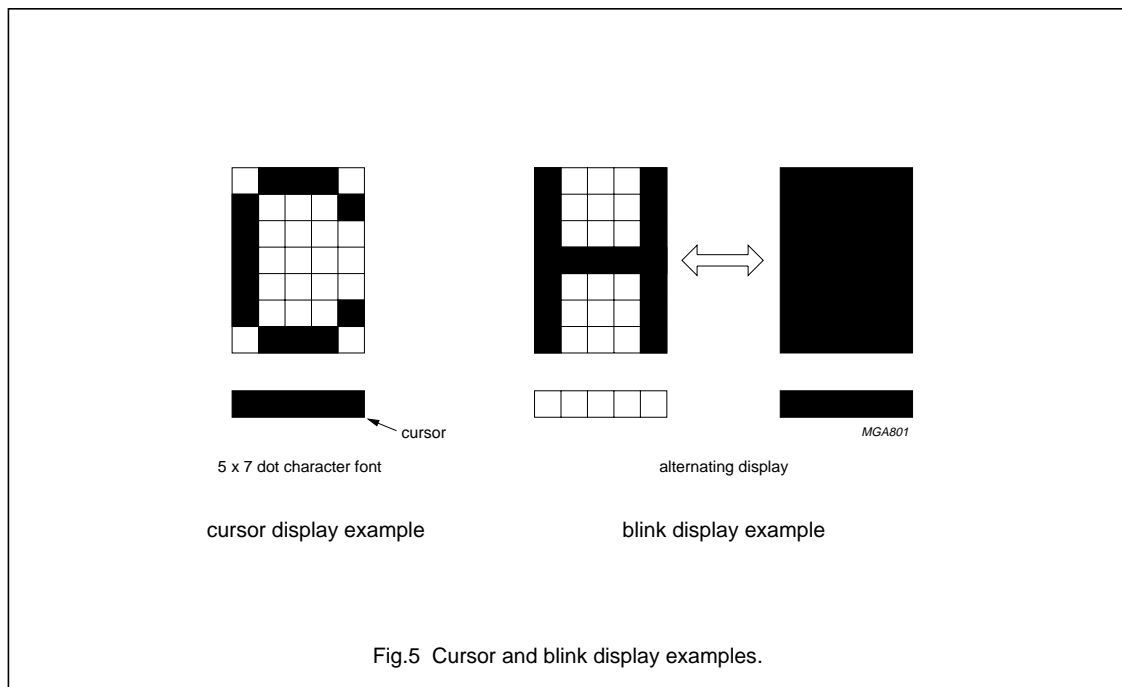 cursor
MGA801
5 x 7 dot character font
alternating display
cursor display example
blink display example
Fig.5 Cursor and blink display examples.